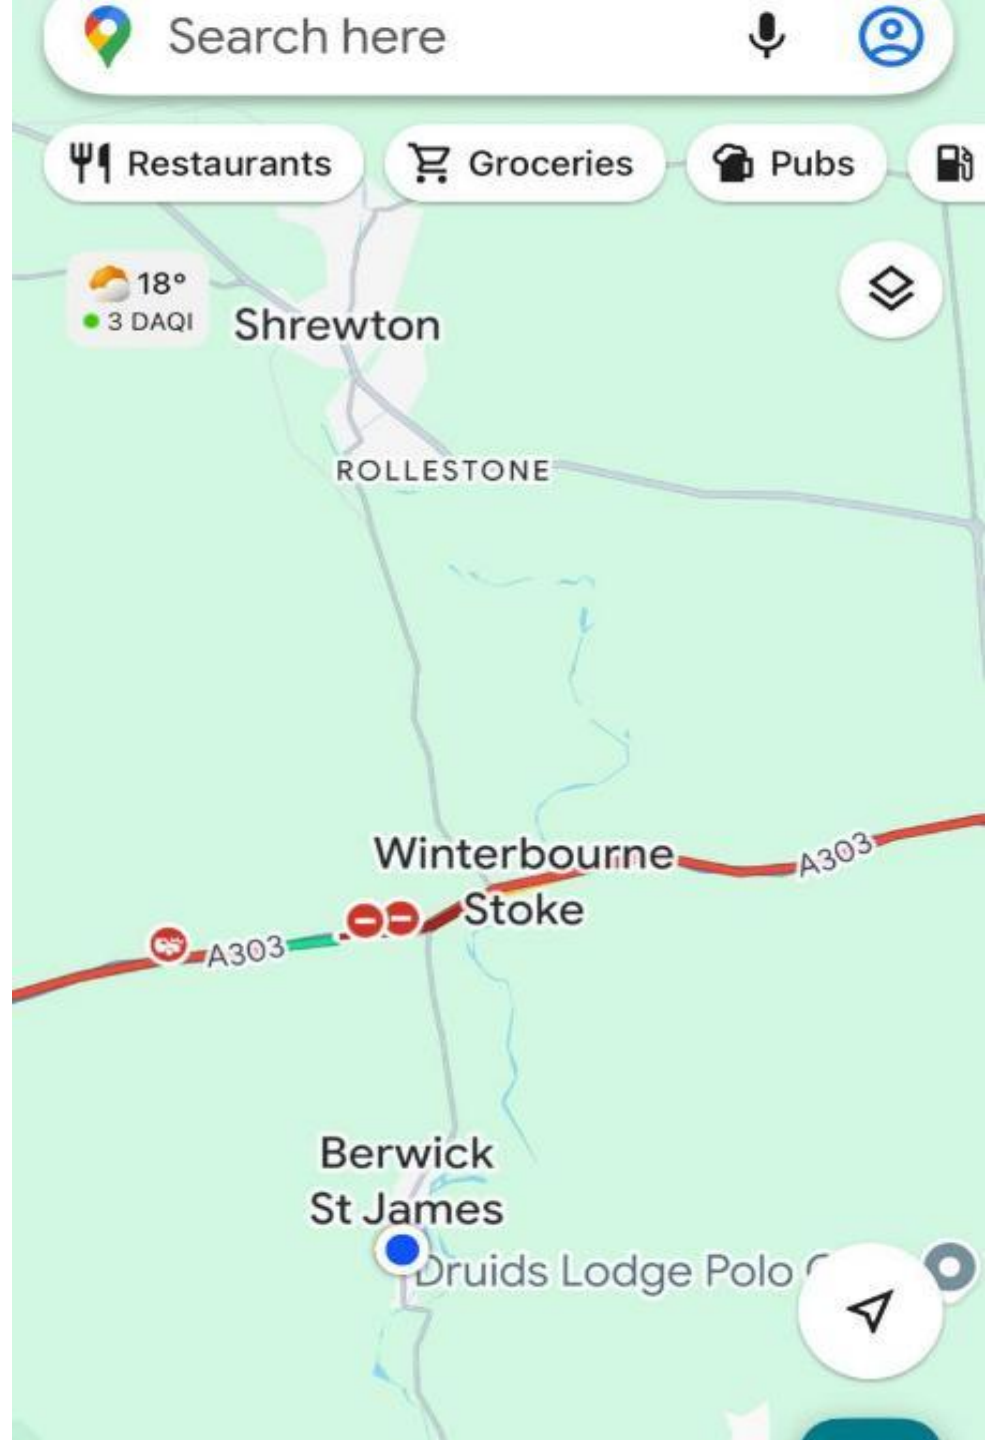 Search here
Restaurants
Groceries
Pubs
18°
3 DAQI
Shrewton
ROLLESTONE
Winterbourne
Stoke
A303
A303
Berwick
St James
Druids Lodge Polo